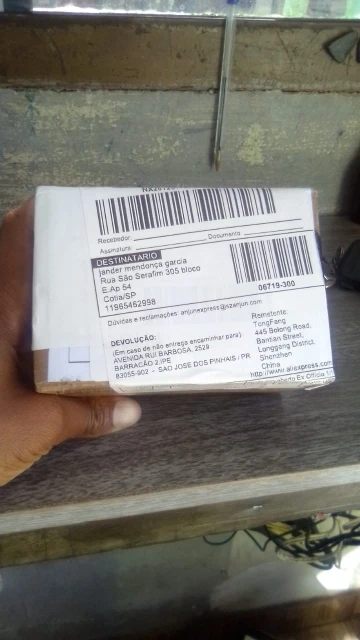 Recebedor:
Assinatura: Documento
DESTINATÁRIO
jander mendonça garcia
Rua São Serafim 305 bloco
E.Ap 54
Cotia/SP
11965462998
06719-300
Dúvidas e reclamações: anjunexpress@szanjun.com
DEVOLUÇÃO:
(Em caso de não entrega encaminhar para)
AVENIDA RUI BARBOSA, 2529
BARRACÃO 2 IPE
83055-902 - SAO JOSE DOS PINHAIS / PR
Remetente:
TongFang
445 Bolong Road,
Bantian Street,
Longgang District,
Shenzhen
China
http://www.aliexpress.com